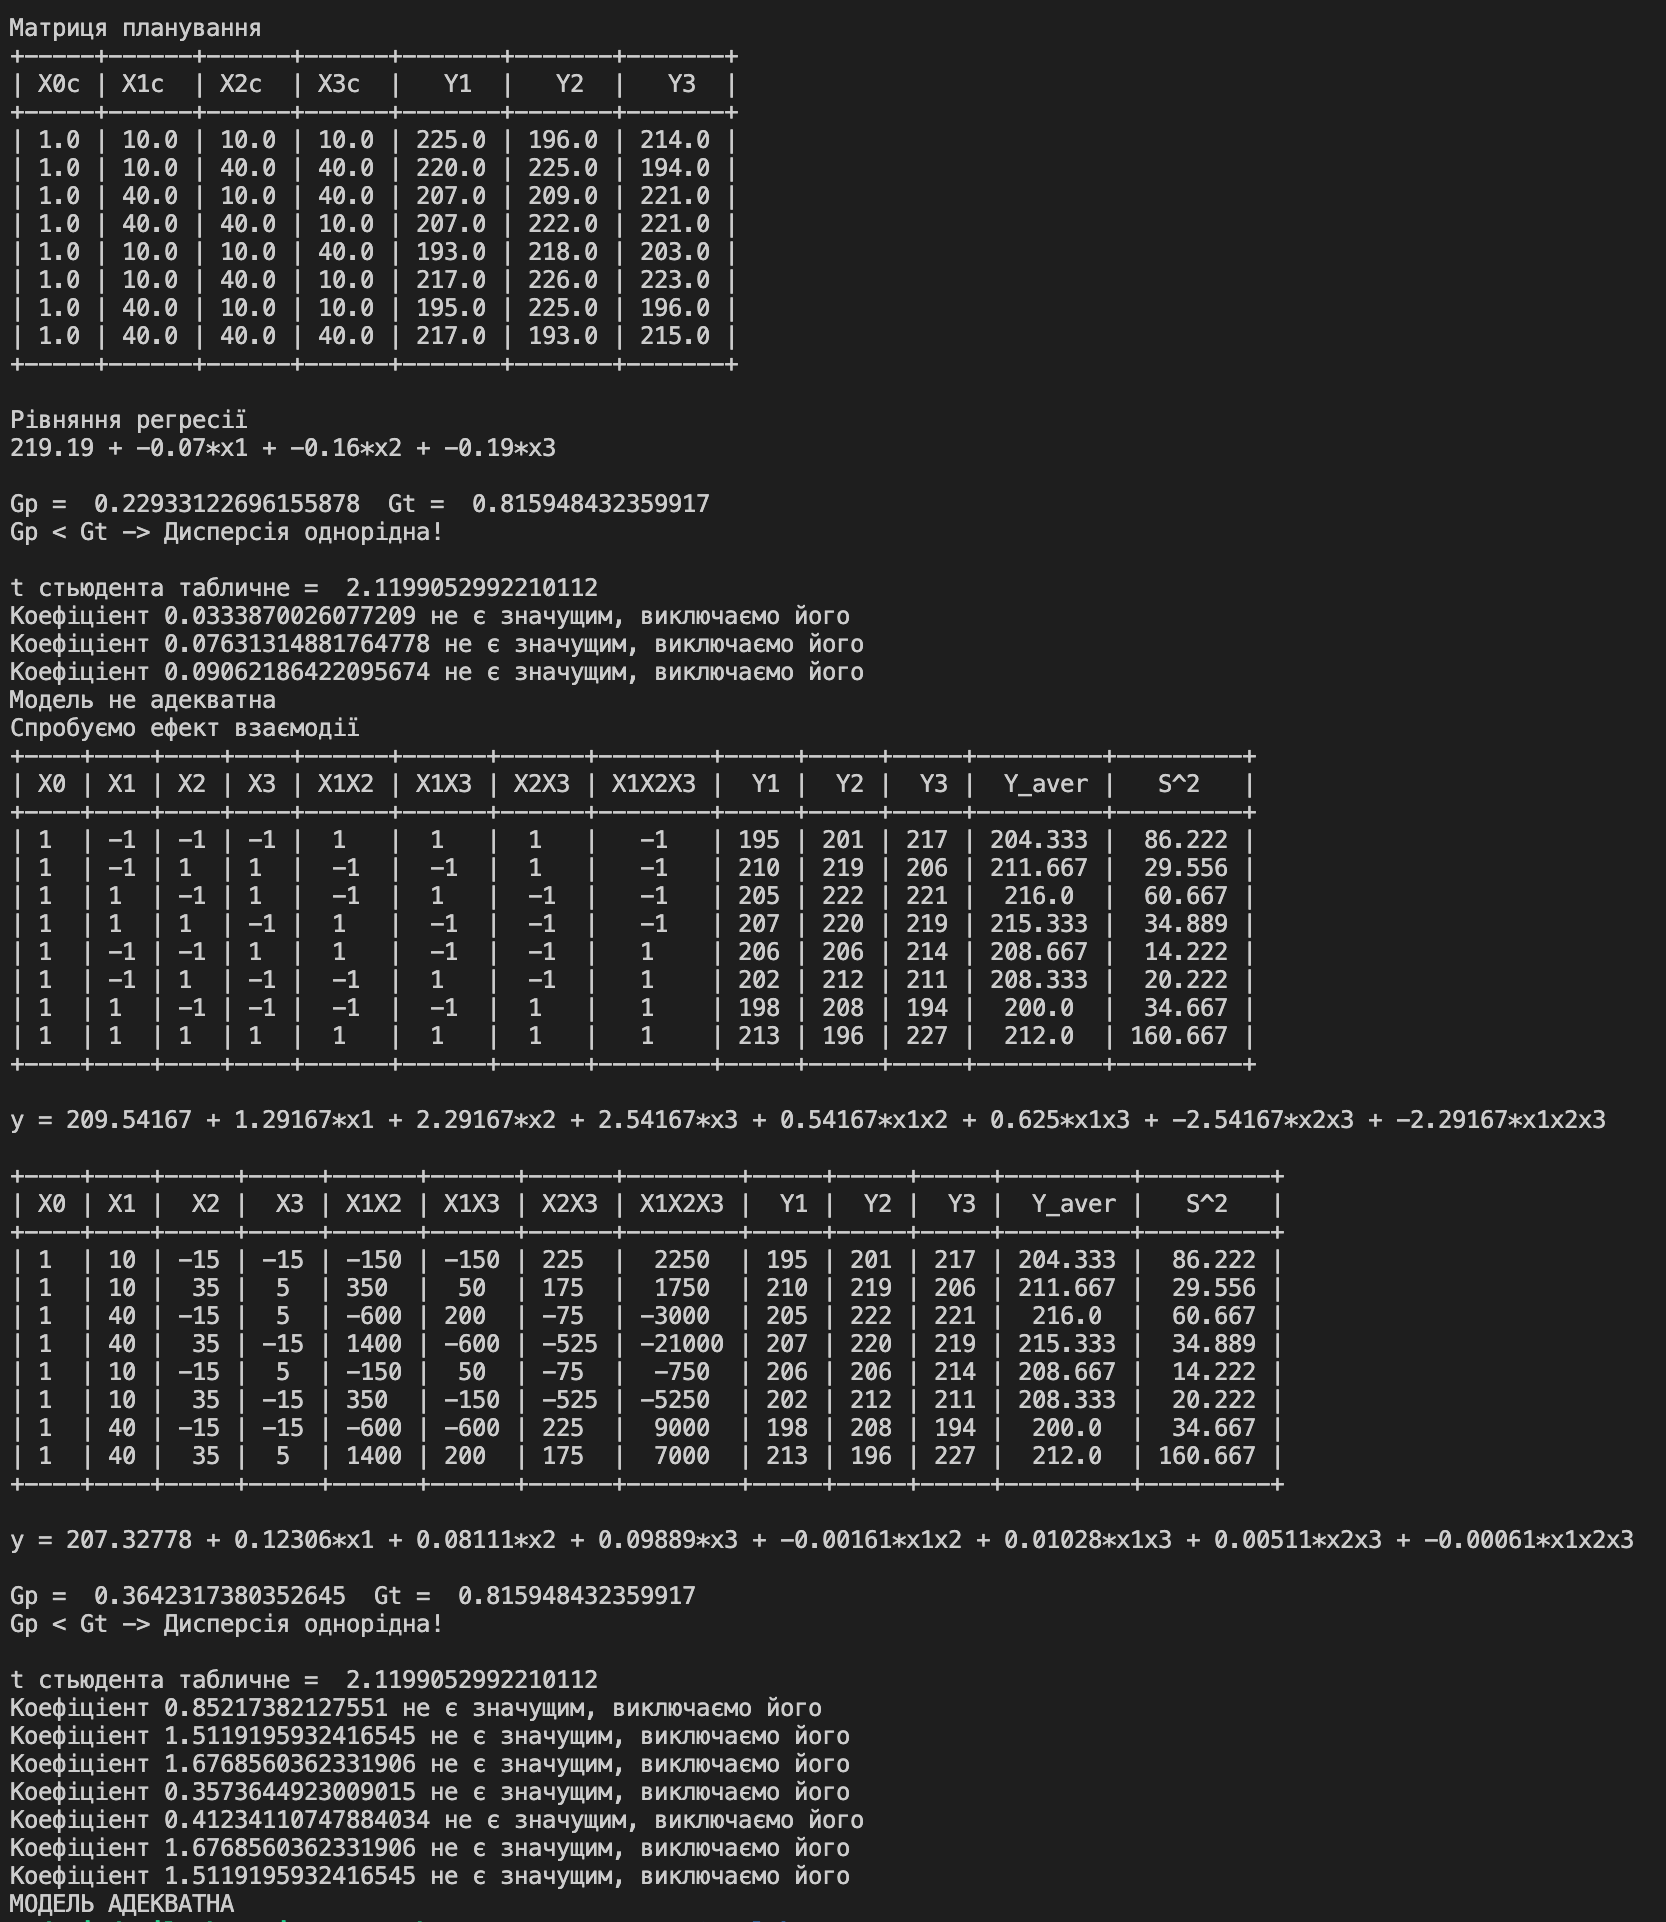 Матриця планування
+-----+------+------+------+-------+-------+-------+
| X0c | X1c  | X2c  | X3c  |   Y1  |   Y2  |   Y3  |
+-----+------+------+------+-------+-------+-------+
| 1.0 | 10.0 | 10.0 | 10.0 | 225.0 | 196.0 | 214.0 |
| 1.0 | 10.0 | 40.0 | 40.0 | 220.0 | 225.0 | 194.0 |
| 1.0 | 40.0 | 10.0 | 40.0 | 207.0 | 209.0 | 221.0 |
| 1.0 | 40.0 | 40.0 | 10.0 | 207.0 | 222.0 | 221.0 |
| 1.0 | 10.0 | 10.0 | 40.0 | 193.0 | 218.0 | 203.0 |
| 1.0 | 10.0 | 40.0 | 10.0 | 217.0 | 226.0 | 223.0 |
| 1.0 | 40.0 | 10.0 | 10.0 | 195.0 | 225.0 | 196.0 |
| 1.0 | 40.0 | 40.0 | 40.0 | 217.0 | 193.0 | 215.0 |
+-----+------+------+------+-------+-------+-------+
Рівняння регресії
219.19 + -0.07*x1 + -0.16*x2 + -0.19*x3
Gp =  0.22933122696155878  Gt =  0.815948432359917
Gp < Gt -> Дисперсія однорідна!
t стьюдента табличне =  2.1199052992210112
Коефіціент 0.0333870026077209 не є значущим, виключаємо його
Коефіціент 0.07631314881764778 не є значущим, виключаємо його
Коефіціент 0.09062186422095674 не є значущим, виключаємо його
Модель не адекватна
Спробуємо ефект взаємодії
+----+----+----+----+------+------+------+--------+-----+-----+-----+---------+---------+
| X0 | X1 | X2 | X3 | X1X2 | X1X3 | X2X3 | X1X2X3 |  Y1 |  Y2 |  Y3 |  Y_aver |   S^2   |
+----+----+----+----+------+------+------+--------+-----+-----+-----+---------+---------+
| 1  | -1 | -1 | -1 |  1   |  1   |  1   |   -1   | 195 | 201 | 217 | 204.333 |  86.222 |
| 1  | -1 | 1  | 1  |  -1  |  -1  |  1   |   -1   | 210 | 219 | 206 | 211.667 |  29.556 |
| 1  | 1  | -1 | 1  |  -1  |  1   |  -1  |   -1   | 205 | 222 | 221 |  216.0  |  60.667 |
| 1  | 1  | 1  | -1 |  1   |  -1  |  -1  |   -1   | 207 | 220 | 219 | 215.333 |  34.889 |
| 1  | -1 | -1 | 1  |  1   |  -1  |  -1  |   1    | 206 | 206 | 214 | 208.667 |  14.222 |
| 1  | -1 | 1  | -1 |  -1  |  1   |  -1  |   1    | 202 | 212 | 211 | 208.333 |  20.222 |
| 1  | 1  | -1 | -1 |  -1  |  -1  |  1   |   1    | 198 | 208 | 194 |  200.0  |  34.667 |
| 1  | 1  | 1  | 1  |  1   |  1   |  1   |   1    | 213 | 196 | 227 |  212.0  | 160.667 |
+----+----+----+----+------+------+------+--------+-----+-----+-----+---------+---------+
y = 209.54167 + 1.29167*x1 + 2.29167*x2 + 2.54167*x3 + 0.54167*x1x2 + 0.625*x1x3 + -2.54167*x2x3 + -2.29167*x1x2x3
+----+----+-----+-----+------+------+------+--------+-----+-----+-----+---------+---------+
| X0 | X1 |  X2 |  X3 | X1X2 | X1X3 | X2X3 | X1X2X3 |  Y1 |  Y2 |  Y3 |  Y_aver |   S^2   |
+----+----+-----+-----+------+------+------+--------+-----+-----+-----+---------+---------+
| 1  | 10 | -15 | -15 | -150 | -150 | 225  |  2250  | 195 | 201 | 217 | 204.333 |  86.222 |
| 1  | 10 |  35 |  5  | 350  |  50  | 175  |  1750  | 210 | 219 | 206 | 211.667 |  29.556 |
| 1  | 40 | -15 |  5  | -600 | 200  | -75  | -3000  | 205 | 222 | 221 |  216.0  |  60.667 |
| 1  | 40 |  35 | -15 | 1400 | -600 | -525 | -21000 | 207 | 220 | 219 | 215.333 |  34.889 |
| 1  | 10 | -15 |  5  | -150 |  50  | -75  |  -750  | 206 | 206 | 214 | 208.667 |  14.222 |
| 1  | 10 |  35 | -15 | 350  | -150 | -525 | -5250  | 202 | 212 | 211 | 208.333 |  20.222 |
| 1  | 40 | -15 | -15 | -600 | -600 | 225  |  9000  | 198 | 208 | 194 |  200.0  |  34.667 |
| 1  | 40 |  35 |  5  | 1400 | 200  | 175  |  7000  | 213 | 196 | 227 |  212.0  | 160.667 |
+----+----+-----+-----+------+------+------+--------+-----+-----+-----+---------+---------+
y = 207.32778 + 0.12306*x1 + 0.08111*x2 + 0.09889*x3 + -0.00161*x1x2 + 0.01028*x1x3 + 0.00511*x2x3 + -0.00061*x1x2x3
Gp =  0.3642317380352645  Gt =  0.815948432359917
Gp < Gt -> Дисперсія однорідна!
t стьюдента табличне =  2.1199052992210112
Коефіціент 0.85217382127551 не є значущим, виключаємо його
Коефіціент 1.5119195932416545 не є значущим, виключаємо його
Коефіціент 1.6768560362331906 не є значущим, виключаємо його
Коефіціент 0.3573644923009015 не є значущим, виключаємо його
Коефіціент 0.41234110747884034 не є значущим, виключаємо його
Коефіціент 1.6768560362331906 не є значущим, виключаємо його
Коефіціент 1.5119195932416545 не є значущим, виключаємо його
МОДЕЛЬ АДЕКВАТНА